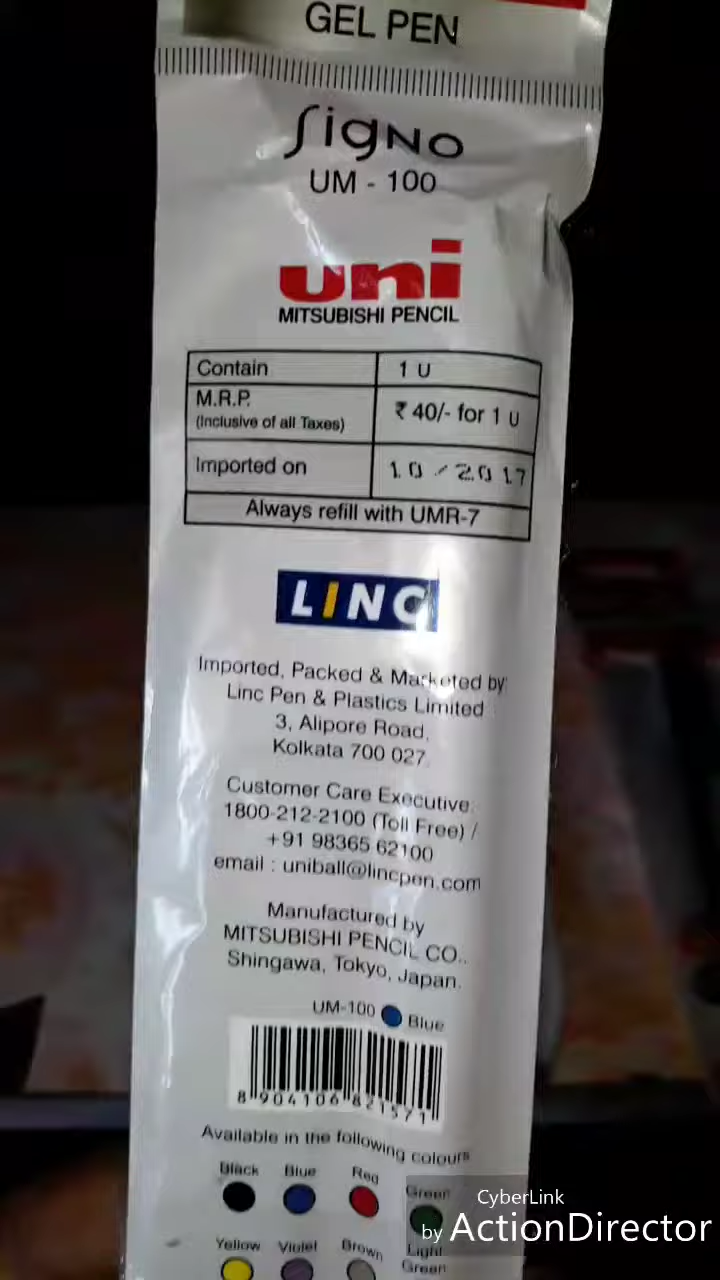 GEL PEN
SigNo
UM - 100
uni
MITSUBISHI PENCIL
Contain 1 U
M.R.P. ₹ 40/- for 1 U
(Inclusive of all Taxes)
Imported on 10/2017
Always refill with UMR-7
LINC
Imported, Packed & Marketed by:
Linc Pen & Plastics Limited
3, Alipore Road,
Kolkata 700 027.
Customer Care Executive:
1800-212-2100 (Toll Free) /
+91 98365 62100
email : uniball@lincpen.com
Manufactured by
MITSUBISHI PENCIL CO.,
Shingawa, Tokyo, Japan.
UM-100 Blue
8 904106 821571
Available in the following colours
Black Blue Red Green
Yellow Violet Brown Light
Green
CyberLink
by ActionDirector